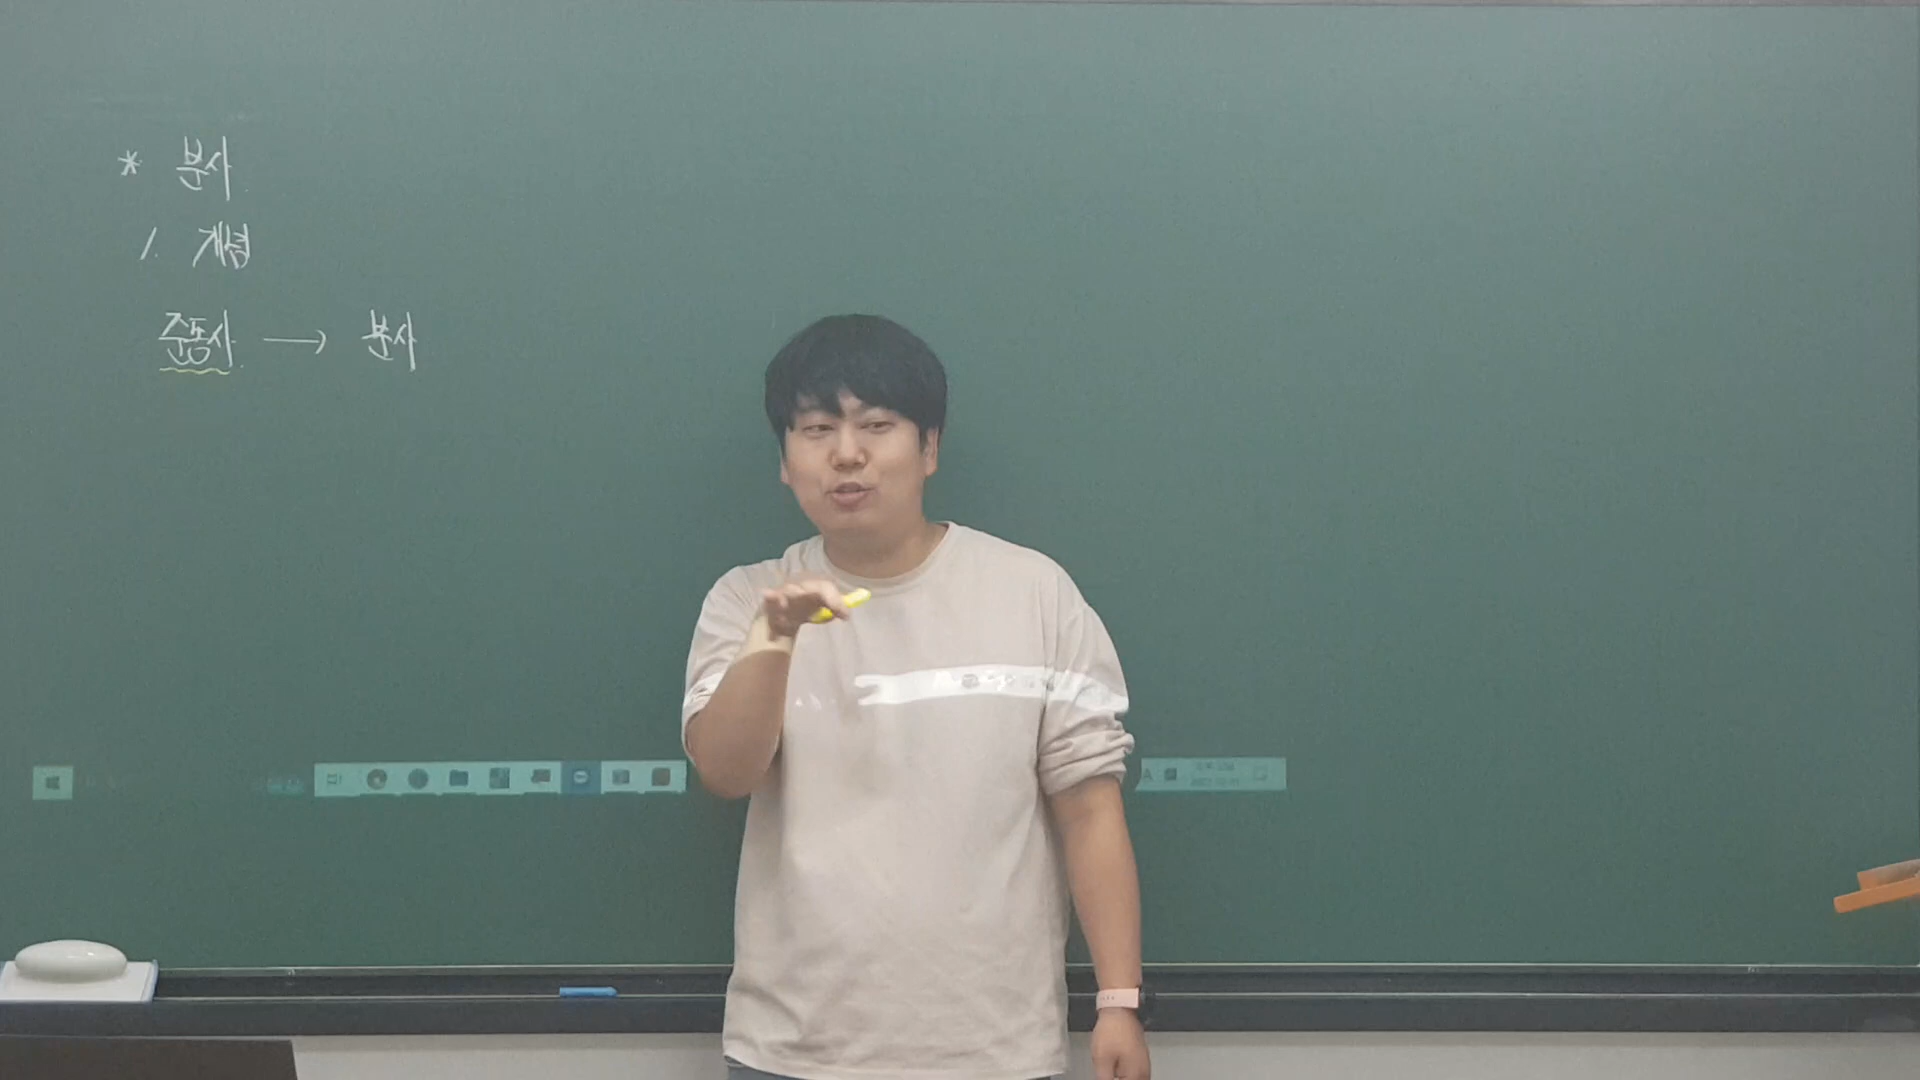 * 분사
1. 개념
준동사 → 분사